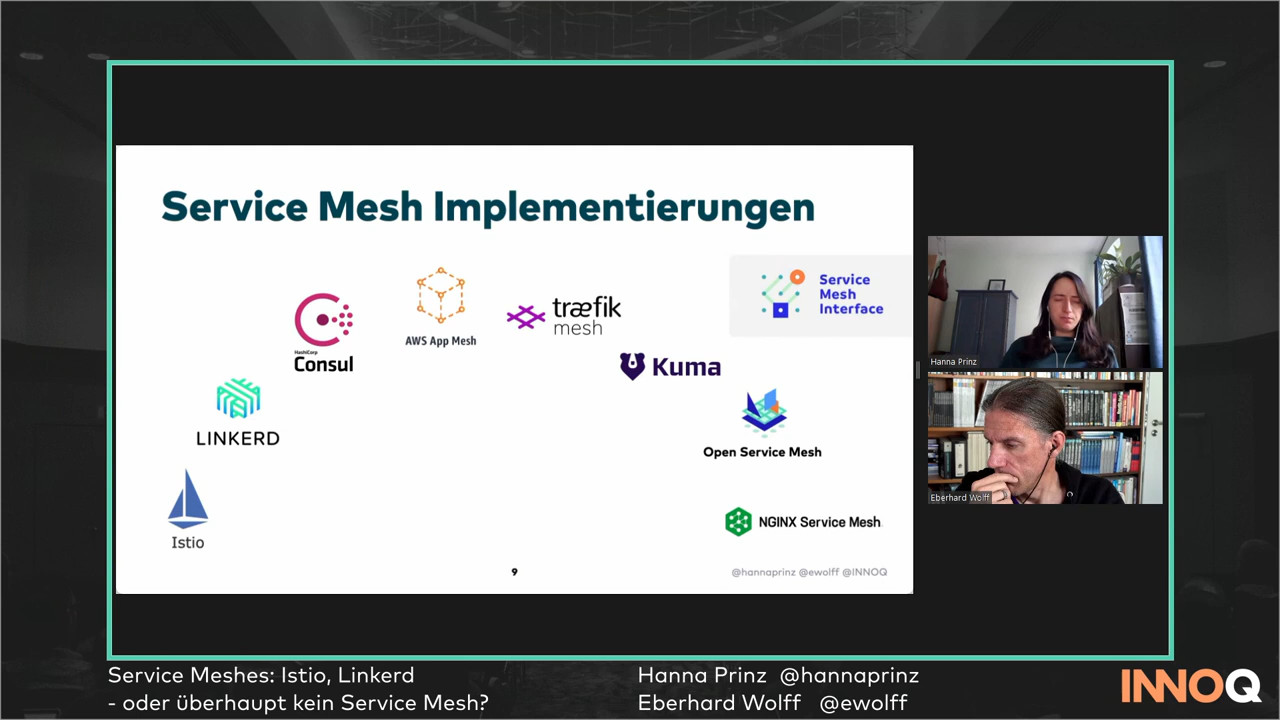 Service Mesh Implementierungen
HashiCorp
Consul
AWS App Mesh
træfik
mesh
Service
Mesh
Interface
Kuma
LINKERD
Open Service Mesh
Istio
NGINX Service Mesh
9
@hannaprinz @ewolff @INNOQ
Hanna Prinz
Eberhard Wolff
Service Meshes: Istio, Linkerd
- oder überhaupt kein Service Mesh?
Hanna Prinz @hannaprinz
Eberhard Wolff @ewolff
INNOQ